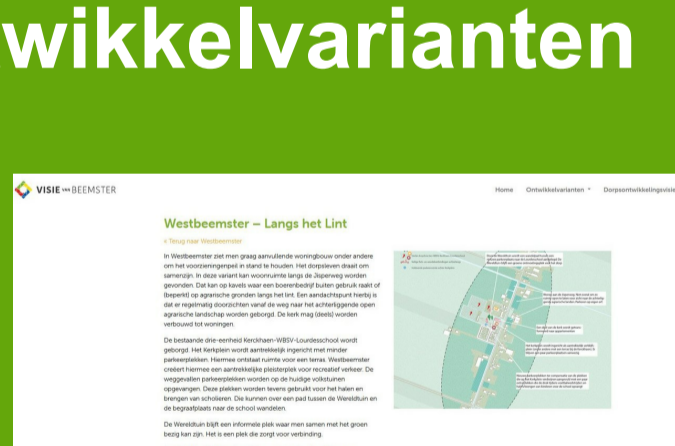 wikkelvarianten
VISIE VAN BEEMSTER
Home Ontwikkelvarianten Dorpsontwikkelingsvisie
Westbeemster – Langs het Lint
< Terug naar Westbeemster
In Westbeemster ziet men graag aanvullende woningbouw onder andere
om het voorzieningenpeil in stand te houden. Het dorpsleven draait om
samenzijn. In deze variant kan woonruimte langs de Jisperweg worden
gevonden. Dat kan op kavels waar een boerenbedrijf buiten gebruik raakt of
(beperkt) op agrarische gronden langs het lint. Een aandachtspunt hierbij is
dat er regelmatig doorzichten vanaf de weg naar het achterliggende open
agrarische landschap worden geborgd. De kerk mag (deels) worden
verbouwd tot woningen.
De bestaande drie-eenheid Kerckhaen-WBSV-Lourdesschool wordt
geborgd. Het Kerkplein wordt aantrekkelijk ingericht met minder
parkeerplekken. Hiermee ontstaat ruimte voor een terras. Westbeemster
creëert hiermee een aantrekkelijke pleisterplek voor recreatief verkeer. De
weggevallen parkeerplekken worden op de huidige volkstuinen
opgevangen. Deze plekken worden tevens gebruikt voor het halen en
brengen van scholieren. Die kunnen over een pad tussen de Wereldtuin en
de begraafplaats naar de school wandelen.
De Wereldtuin blijft een informele plek waar men samen met het groen
bezig kan zijn. Het is een plek die zorgt voor verbinding.